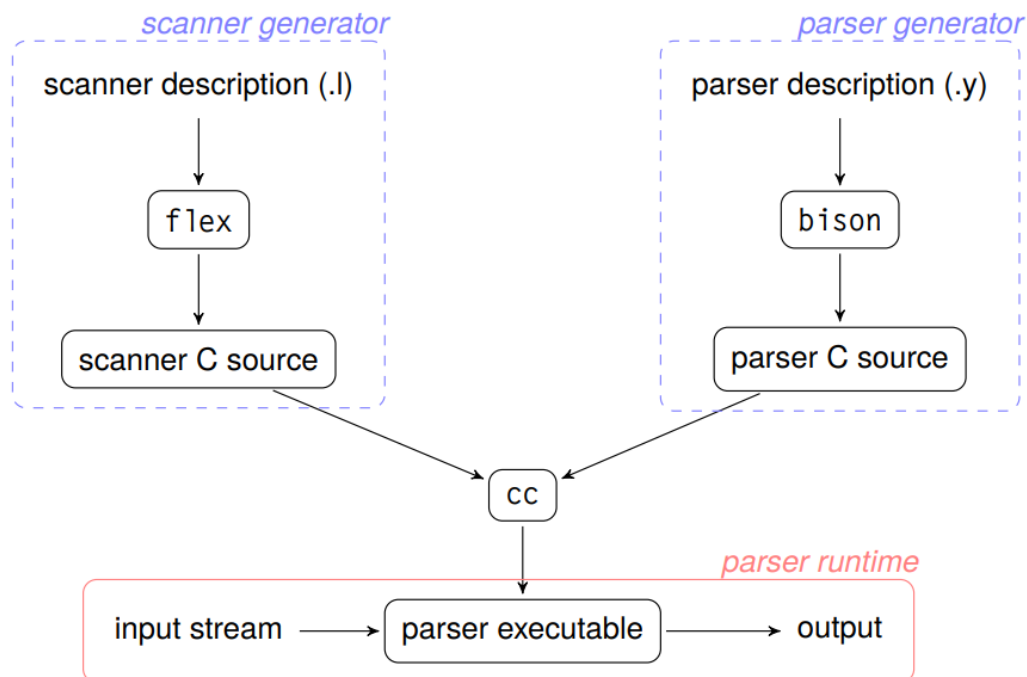 scanner generator
parser generator
scanner description (.l)
parser description (.y)
flex
bison
scanner C source
parser C source
cc
parser runtime
input stream
parser executable
output